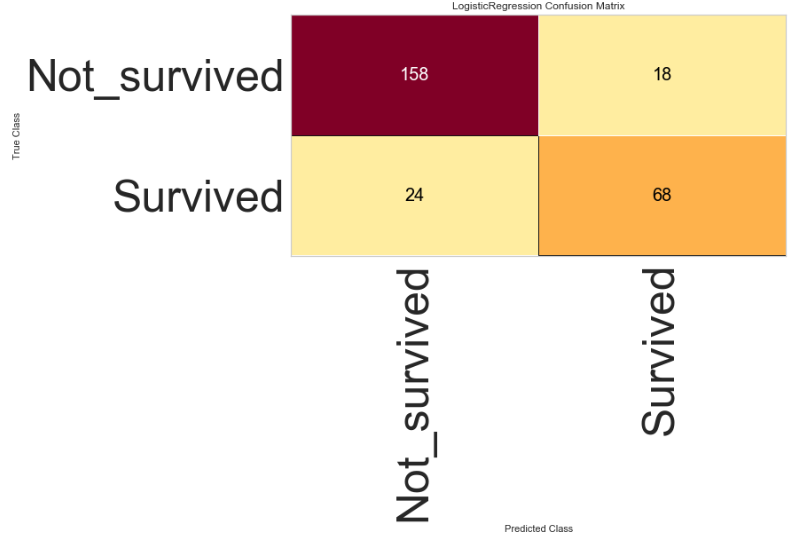 LogisticRegression Confusion Matrix
True Class
Not_survived
158
18
Survived
24
68
Not_survived
Survived
Predicted Class